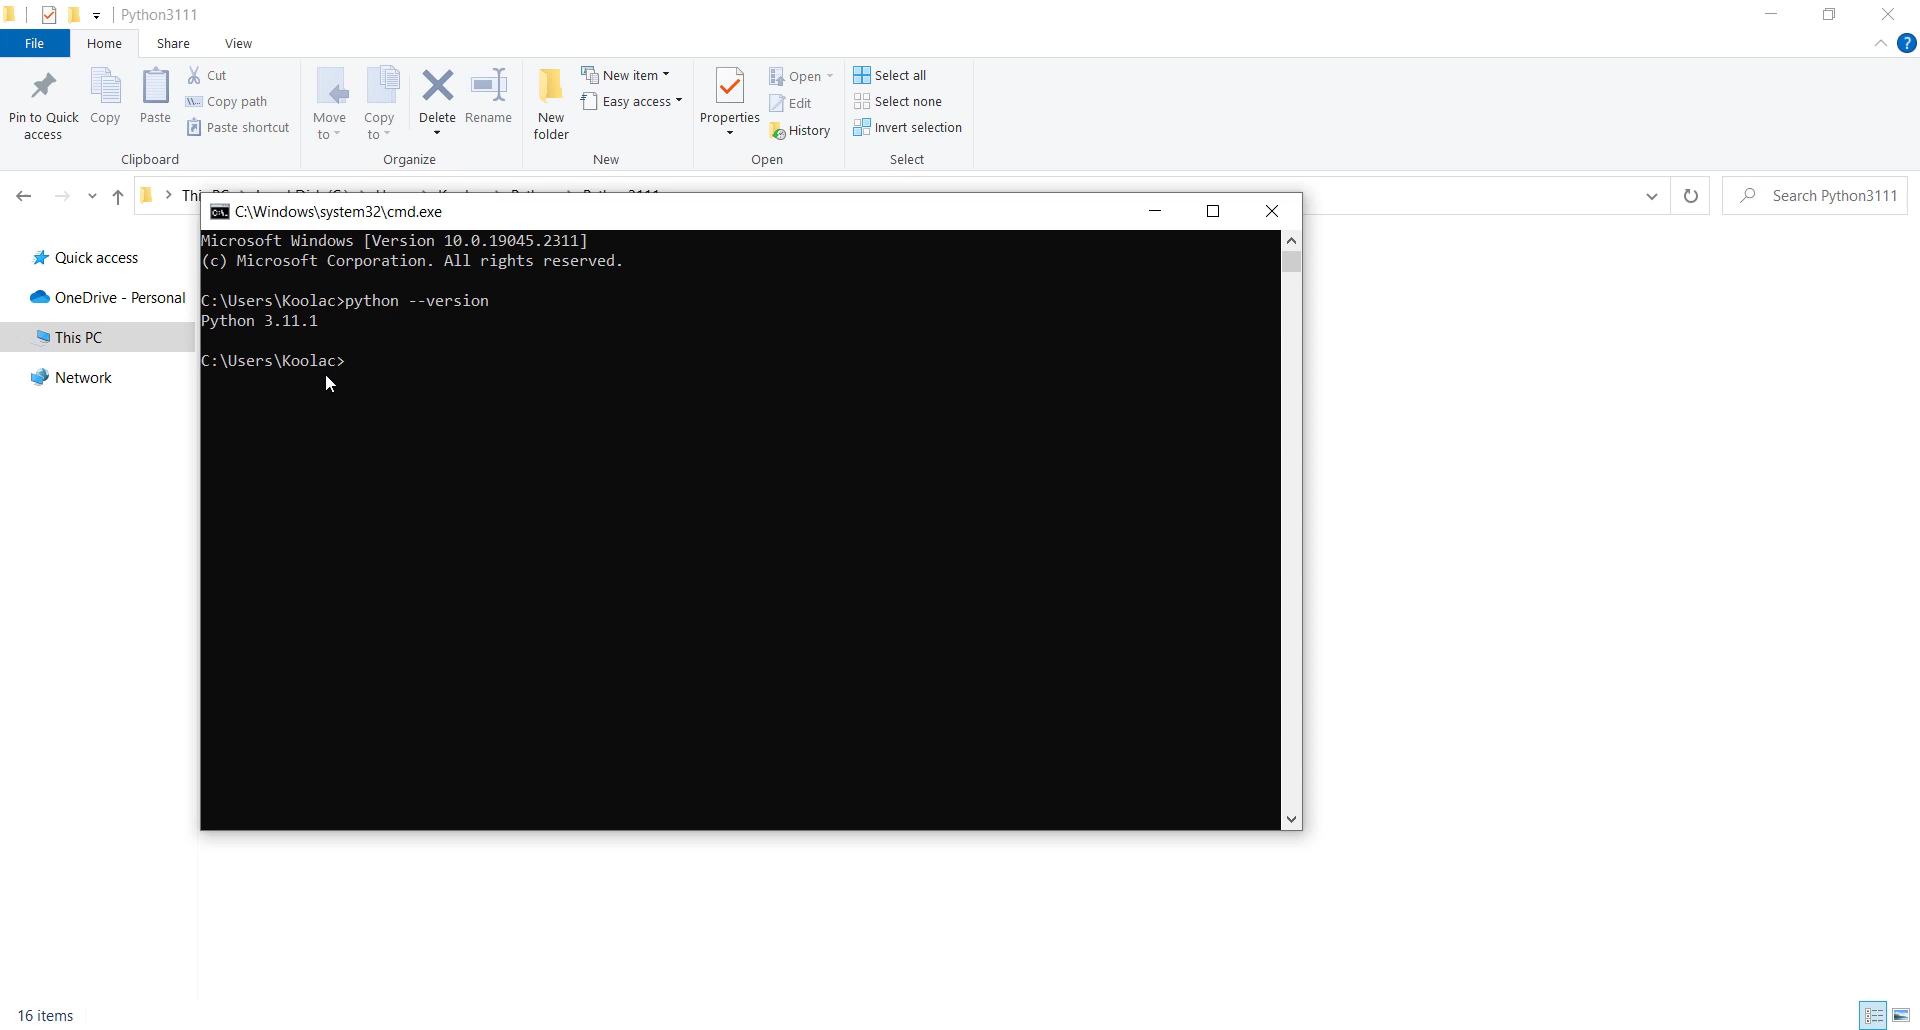 Python3111
File Home Share View
Pin to Quick access
Copy
Paste
Cut
Copy path
Paste shortcut
Clipboard
Move to
Copy to
Delete
Rename
Organize
New folder
New item
Easy access
New
Properties
Open
Edit
History
Open
Select all
Select none
Invert selection
Select
Search Python3111
C:\Windows\system32\cmd.exe
Microsoft Windows [Version 10.0.19045.2311]
(c) Microsoft Corporation. All rights reserved.
C:\Users\Koolac>python --version
Python 3.11.1
C:\Users\Koolac>
Quick access
OneDrive - Personal
This PC
Network
16 items